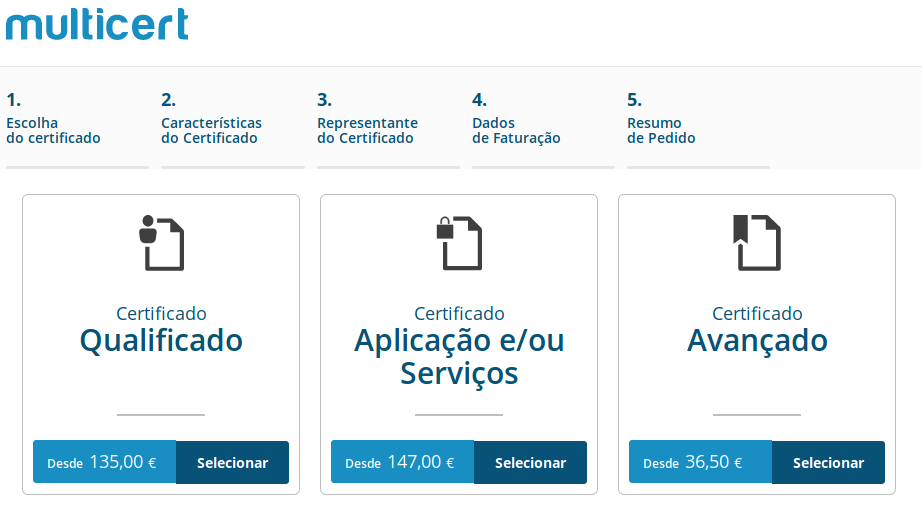 multicert
1.
Escolha
do certificado
2.
Características
do Certificado
3.
Representante
do Certificado
4.
Dados
de Faturação
5.
Resumo
de Pedido
Certificado
Qualificado
Desde 135,00 €
Selecionar
Certificado
Aplicação e/ou
Serviços
Desde 147,00 €
Selecionar
Certificado
Avançado
Desde 36,50 €
Selecionar